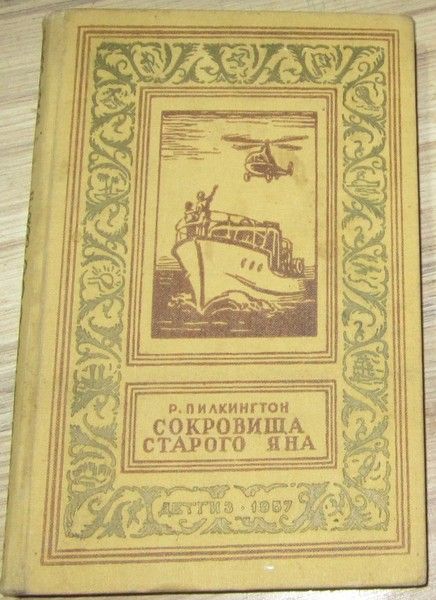 Р. ПИЛКИНГТОН
СОКРОВИЩА
СТАРОГО ЯНА
ДЕТГИЗ · 1957